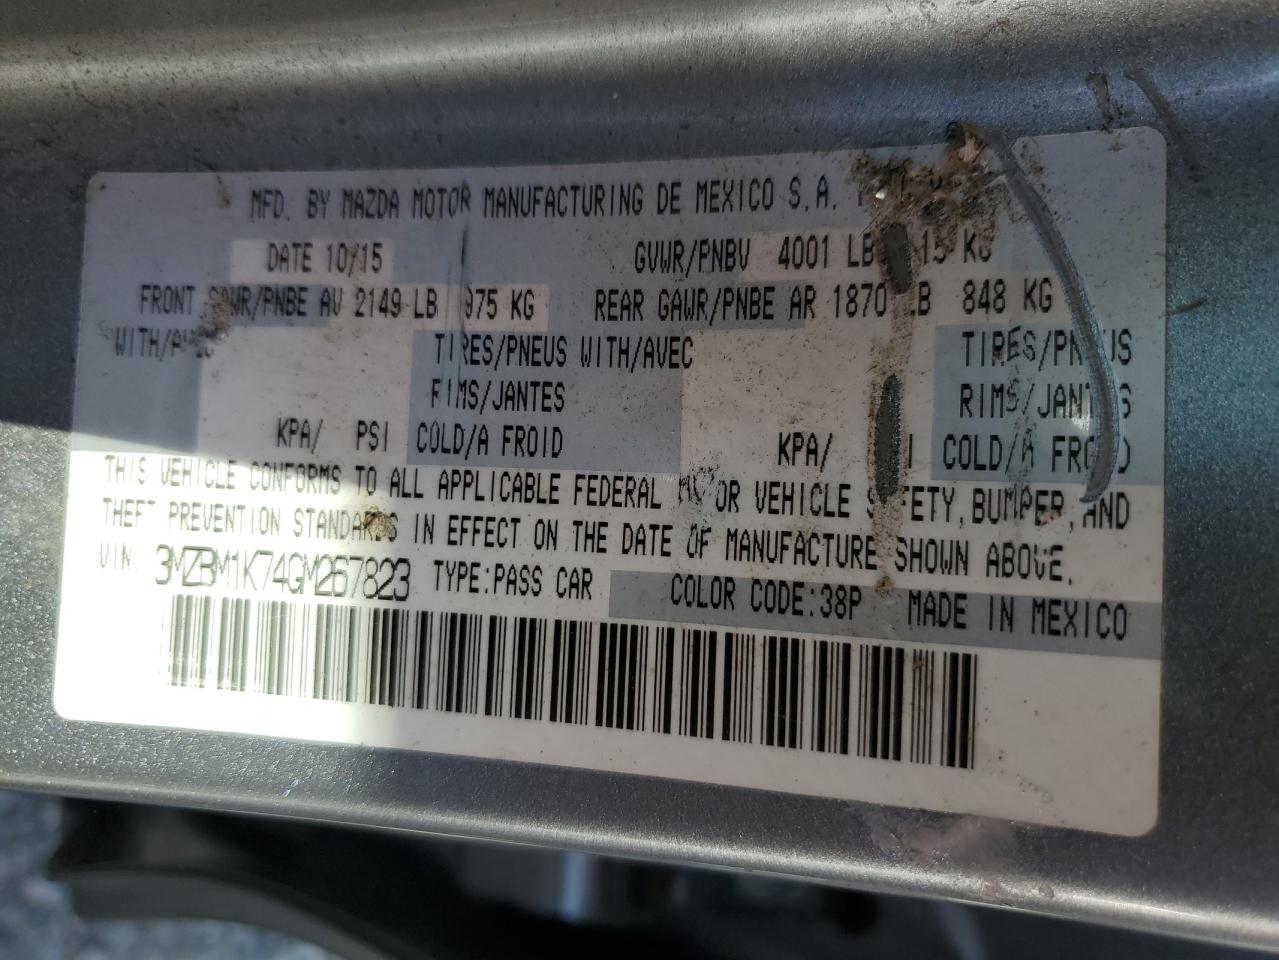 MFD. BY MAZDA MOTOR MANUFACTURING DE MEXICO S.A.
DATE 10/15 GVWR/PNBV 4001 LB KG
FRONT GAWR/PNBE AV 2149 LB 975 KG REAR GAWR/PNBE AR 1870 LB 848 KG
WITH/AVEC TIRES/PNEUS WITH/AVEC TIRES/PNEUS
RIMS/JANTES RIMS/JANTES
KPA/ PSI COLD/A FROID KPA/ COLD/A FROID
THIS VEHICLE CONFORMS TO ALL APPLICABLE FEDERAL MOTOR VEHICLE SAFETY, BUMPER, AND
THEFT PREVENTION STANDARDS IN EFFECT ON THE DATE OF MANUFACTURE SHOWN ABOVE.
VIN: 3MZBM1K74GM267823 TYPE:PASS CAR COLOR CODE:38P MADE IN MEXICO